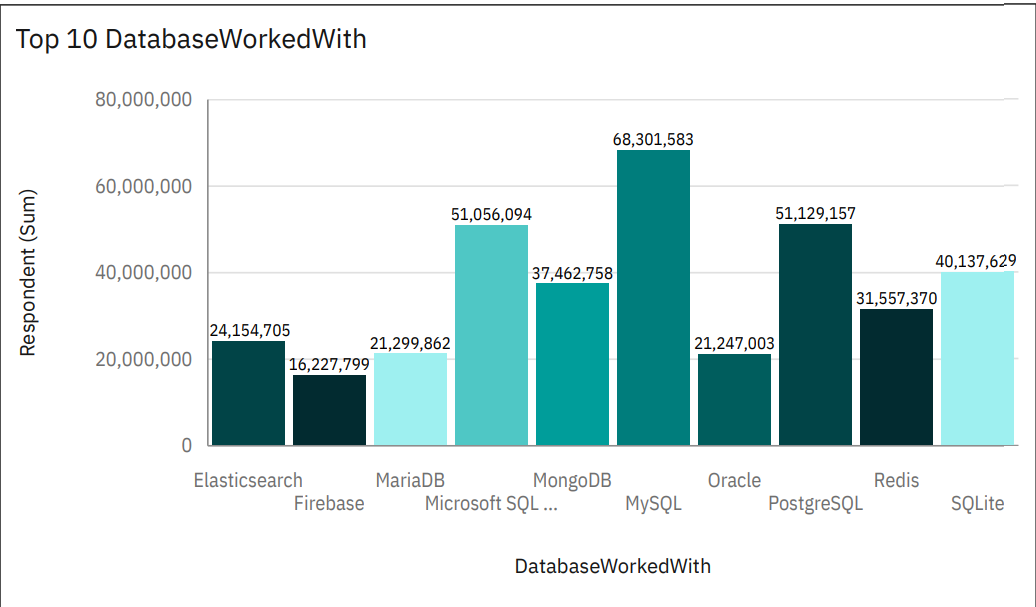 Top 10 DatabaseWorkedWith
Respondent (Sum)
80,000,000
60,000,000
40,000,000
20,000,000
0
24,154,705
16,227,799
21,299,862
51,056,094
37,462,758
68,301,583
21,247,003
51,129,157
31,557,370
40,137,629
Elasticsearch
Firebase
MariaDB
Microsoft SQL ...
MongoDB
MySQL
Oracle
PostgreSQL
Redis
SQLite
DatabaseWorkedWith